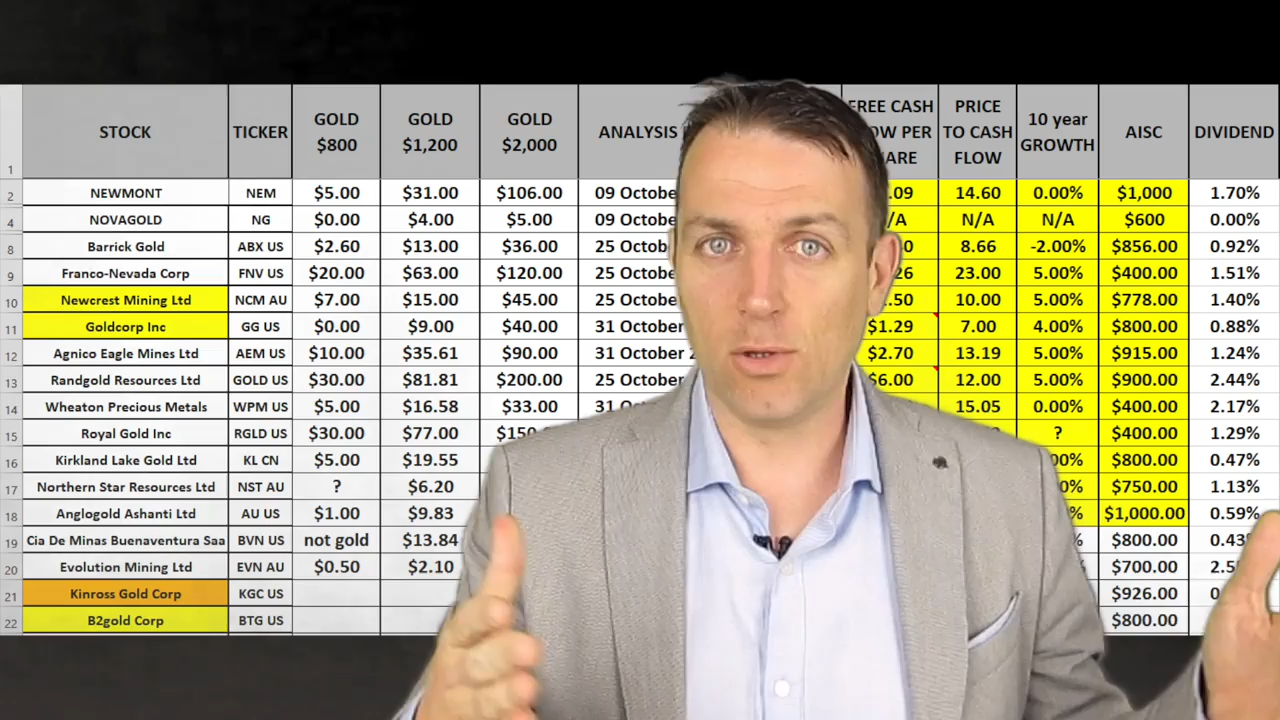 1 STOCK TICKER GOLD $800 GOLD $1,200 GOLD $2,000 ANALYSIS FREE CASH PER PRICE TO CASH FLOW 10 year GROWTH AISC DIVIDEND
2 NEWMONT NEM $5.00 $31.00 $106.00 09 October .09 14.60 0.00% $1,000 1.70%
4 NOVAGOLD NG $0.00 $4.00 $5.00 09 October /A N/A N/A $600 0.00%
8 Barrick Gold ABX US $2.60 $13.00 $36.00 25 Octo 8.66 -2.00% $856.00 0.92%
9 Franco-Nevada Corp FNV US $20.00 $63.00 $120.00 25 Octo 26 23.00 5.00% $400.00 1.51%
10 Newcrest Mining Ltd NCM AU $7.00 $15.00 $45.00 25 Octo .50 10.00 5.00% $778.00 1.40%
11 Goldcorp Inc GG US $0.00 $9.00 $40.00 31 October $1.29 7.00 4.00% $800.00 0.88%
12 Agnico Eagle Mines Ltd AEM US $10.00 $35.61 $90.00 31 October $2.70 13.19 5.00% $915.00 1.24%
13 Randgold Resources Ltd GOLD US $30.00 $81.81 $200.00 25 October $6.00 12.00 5.00% $900.00 2.44%
14 Wheaton Precious Metals WPM US $5.00 $16.58 $33.00 15.05 0.00% $400.00 2.17%
15 Royal Gold Inc RGLD US $30.00 $77.00 ? $400.00 1.29%
16 Kirkland Lake Gold Ltd KL CN $5.00 $19.55 00% $800.00 0.47%
17 Northern Star Resources Ltd NST AU ? $6.20 $750.00 1.13%
18 Anglogold Ashanti Ltd AU US $1.00 $9.83 % $1,000.00 0.59%
19 Cia De Minas Buenaventura Saa BVN US not gold $13.84 $800.00 0.43
20 Evolution Mining Ltd EVN AU $0.50 $2.10 $700.00 2.5
21 Kinross Gold Corp KGC US $926.00
22 B2gold Corp BTG US $800.00